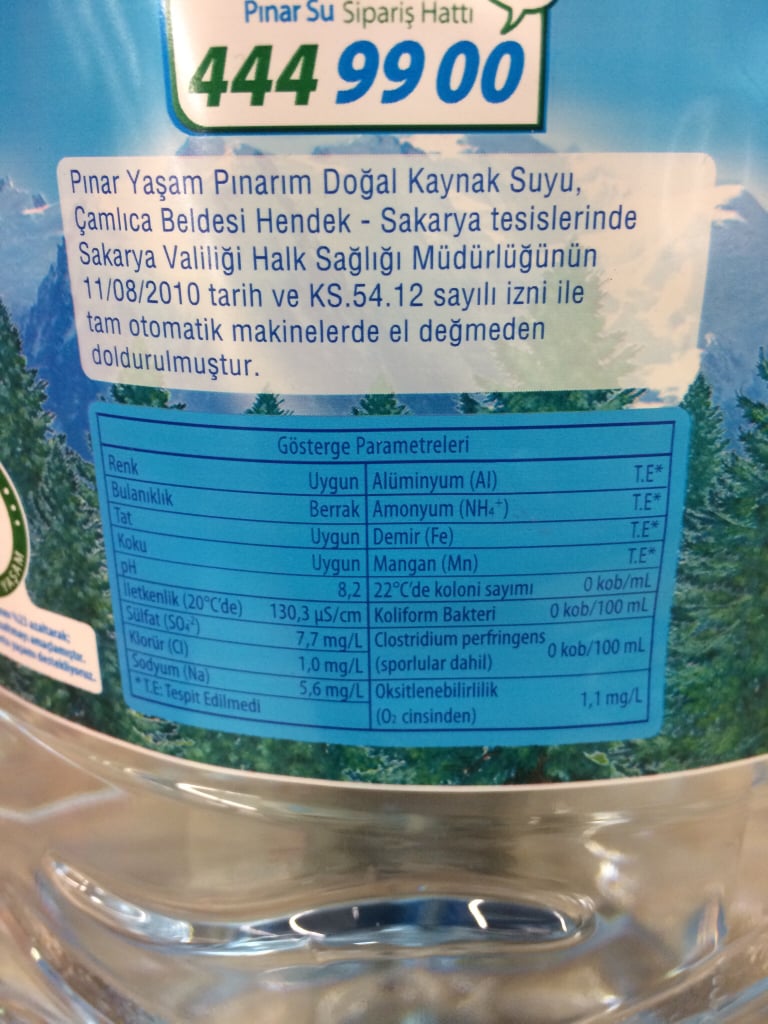 Pınar Su Sipariş Hattı
444 99 00
Pınar Yaşam Pınarım Doğal Kaynak Suyu,
Çamlıca Beldesi Hendek - Sakarya tesislerinde
Sakarya Valiliği Halk Sağlığı Müdürlüğünün
11/08/2010 tarih ve KS.54.12 sayılı izni ile
tam otomatik makinelerde el değmeden
doldurulmuştur.
Gösterge Parametreleri
Renk Uygun
Bulanıklık Berrak
Tat Uygun
Koku Uygun
pH 8,2
İletkenlik (20°C'de) 130,3 µS/cm
Sülfat (SO₄²) 7,7 mg/L
Klorür (Cl) 1,0 mg/L
Sodyum (Na) 5,6 mg/L
* T.E: Tespit Edilmedi
Alüminyum (Al) T.E*
Amonyum (NH₄⁺) T.E*
Demir (Fe) T.E*
Mangan (Mn) T.E*
22°C'de koloni sayımı 0 kob/mL
Koliform Bakteri 0 kob/100 mL
Clostridium perfringens
(sporlular dahil) 0 kob/100 mL
Oksitlenebilirlilik
(O₂ cinsinden) 1,1 mg/L
YAŞAM